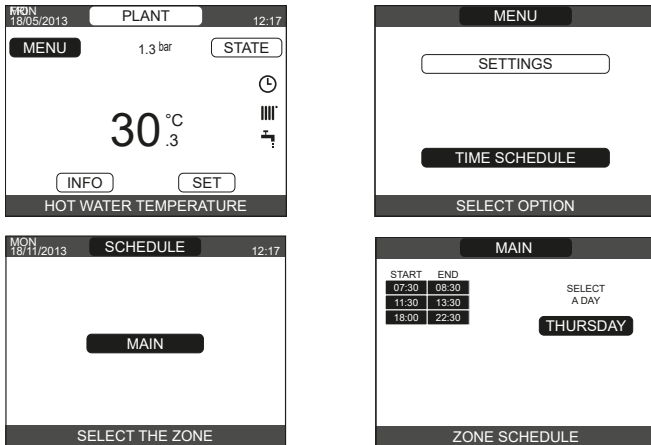 PLANT
18/05/2013 12:17
MENU 1.3 bar STATE
30 °C
.3
INFO SET
HOT WATER TEMPERATURE
MENU
SETTINGS
TIME SCHEDULE
SELECT OPTION
MON SCHEDULE
18/11/2013 12:17
MAIN
SELECT THE ZONE
MAIN
START END
07:30 08:30
11:30 13:30
18:00 22:30
SELECT
A DAY
THURSDAY
ZONE SCHEDULE